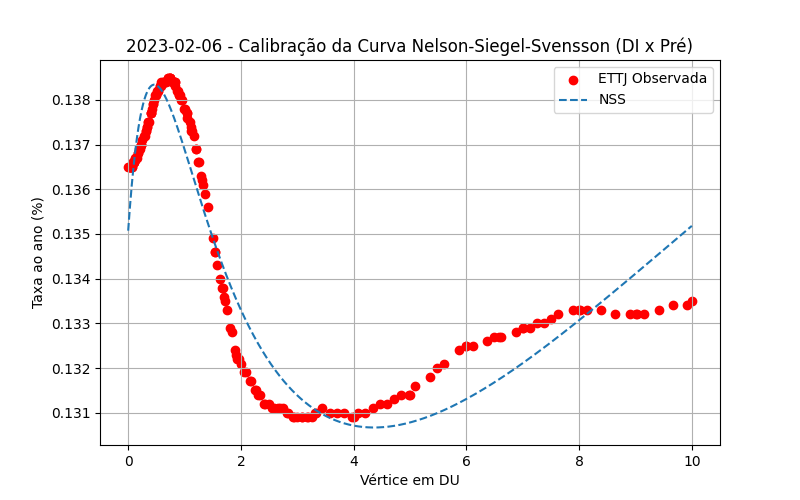 2023-02-06 - Calibração da Curva Nelson-Siegel-Svensson (DI x Pré)
ETTJ Observada
NSS
Taxa ao ano (%)
0.138
0.137
0.136
0.135
0.134
0.133
0.132
0.131
0 2 4 6 8 10
Vértice em DU